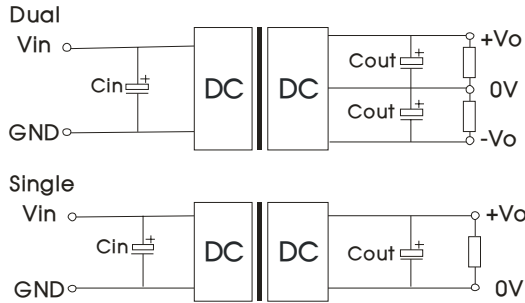 Dual
Vin
+Vo
Cout
Cin
DC
DC
0V
Cout
GND
-Vo
Single
Vin
+Vo
Cin
DC
DC
Cout
GND
0V